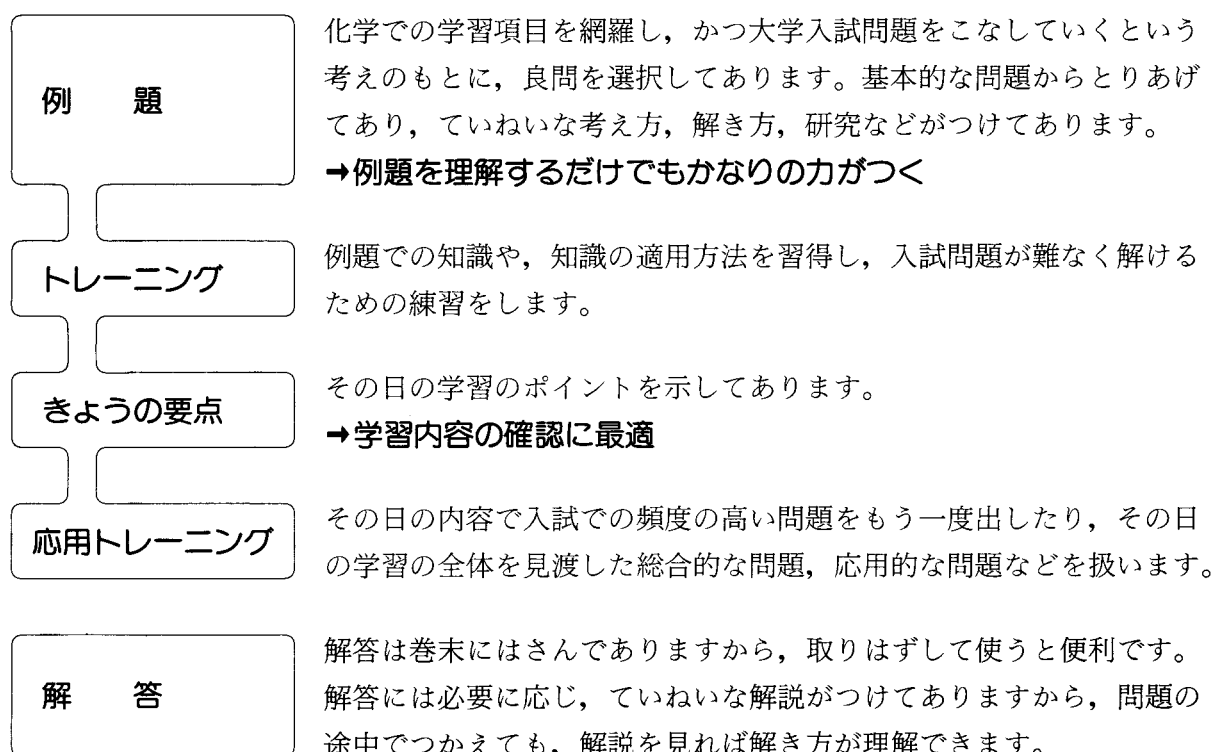 例　題
化学での学習項目を網羅し，かつ大学入試問題をこなしていくという
考えのもとに，良問を選択してあります。基本的な問題からとりあげ
てあり，ていねいな考え方，解き方，研究などがつけてあります。
→例題を理解するだけでもかなりの力がつく
トレーニング
例題での知識や，知識の適用方法を習得し，入試問題が難なく解ける
ための練習をします。
きょうの要点
その日の学習のポイントを示してあります。
→学習内容の確認に最適
応用トレーニング
その日の内容で入試での頻度の高い問題をもう一度出したり，その日
の学習の全体を見渡した総合的な問題，応用的な問題などを扱います。
解　答
解答は巻末にはさんでありますから，取りはずして使うと便利です。
解答には必要に応じ，ていねいな解説がつけてありますから，問題の
途中でつかえても，解説を見れば解き方が理解できます。